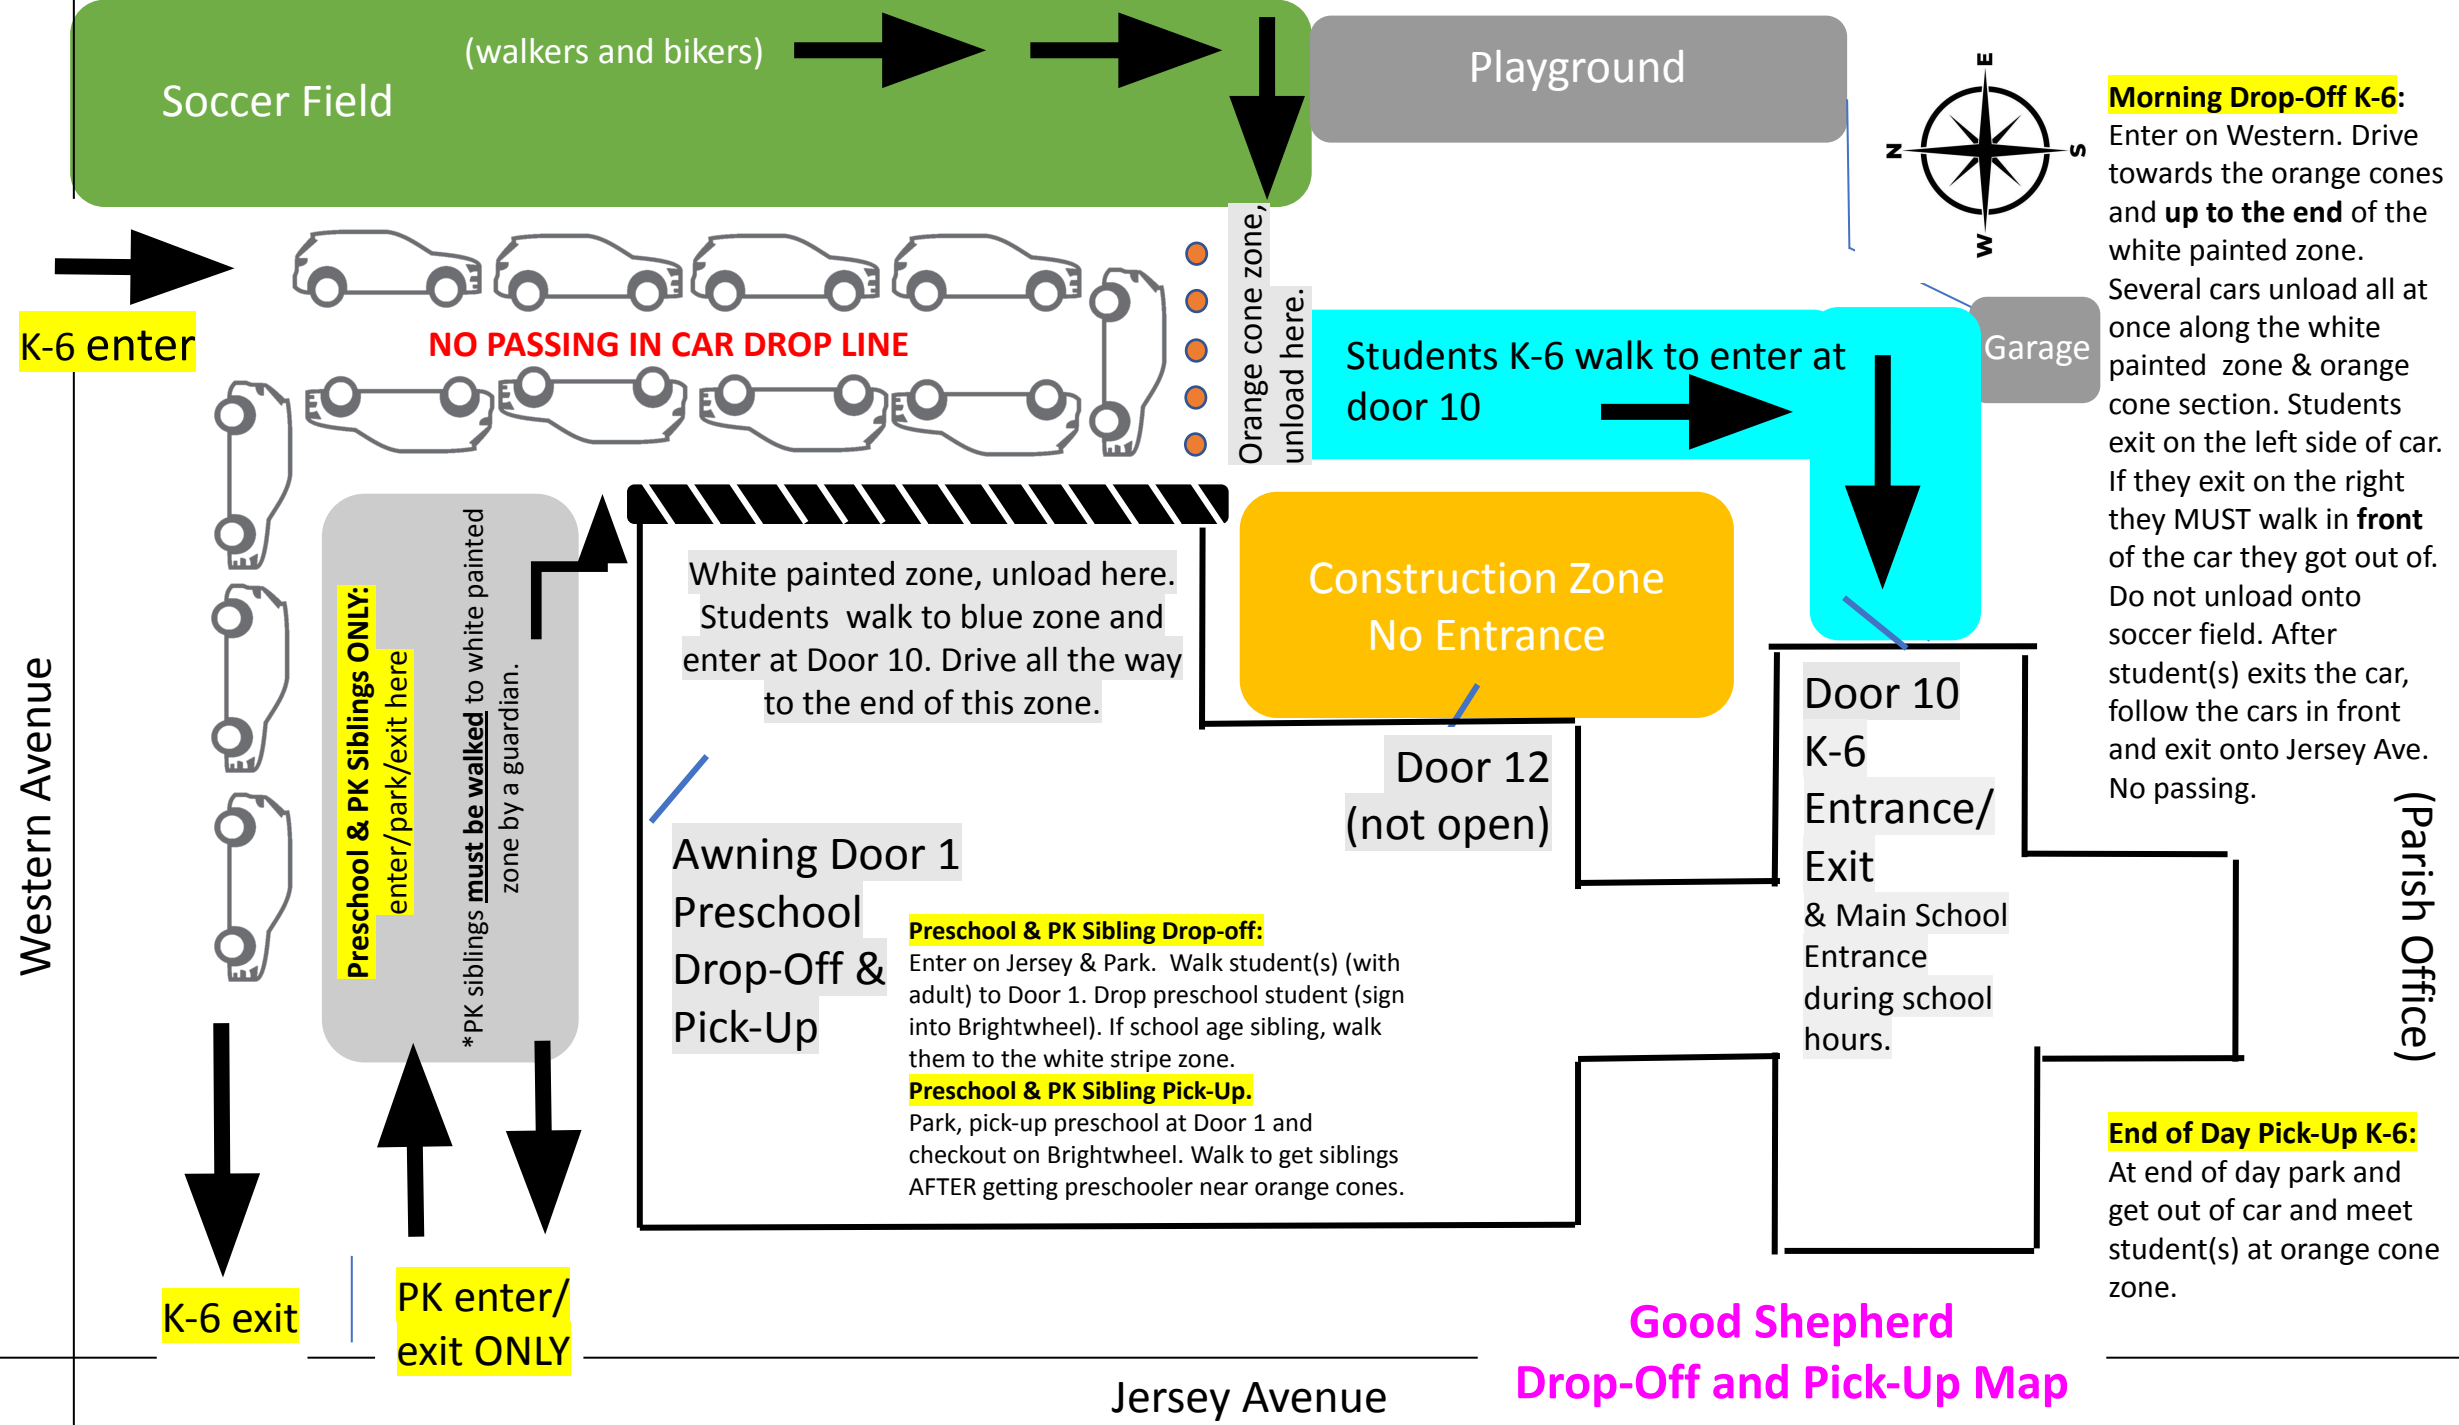 (walkers and bikers)
Soccer Field
Playground
E
N
S
W
K-6 enter
NO PASSING IN CAR DROP LINE
Orange cone zone,
unload here.
Students K-6 walk to enter at
door 10
Garage
Morning Drop-Off K-6:
Enter on Western. Drive
towards the orange cones
and up to the end of the
white painted zone.
Several cars unload all at
once along the white
painted zone & orange
cone section. Students
exit on the left side of car.
If they exit on the right
they MUST walk in front
of the car they got out of.
Do not unload onto
soccer field. After
student(s) exits the car,
follow the cars in front
and exit onto Jersey Ave.
No passing.
Western Avenue
Preschool & PK Siblings ONLY:
enter/park/exit here
*PK siblings must be walked to white painted
zone by a guardian.
White painted zone, unload here.
Students walk to blue zone and
enter at Door 10. Drive all the way
to the end of this zone.
Construction Zone
No Entrance
Door 12
(not open)
Door 10
K-6
Entrance/
Exit
& Main School
Entrance
during school
hours.
(Parish Office)
Awning Door 1
Preschool
Drop-Off &
Pick-Up
Preschool & PK Sibling Drop-off:
Enter on Jersey & Park. Walk student(s) (with
adult) to Door 1. Drop preschool student (sign
into Brightwheel). If school age sibling, walk
them to the white stripe zone.
Preschool & PK Sibling Pick-Up.
Park, pick-up preschool at Door 1 and
checkout on Brightwheel. Walk to get siblings
AFTER getting preschooler near orange cones.
End of Day Pick-Up K-6:
At end of day park and
get out of car and meet
student(s) at orange cone
zone.
K-6 exit
PK enter/
exit ONLY
Good Shepherd
Drop-Off and Pick-Up Map
Jersey Avenue